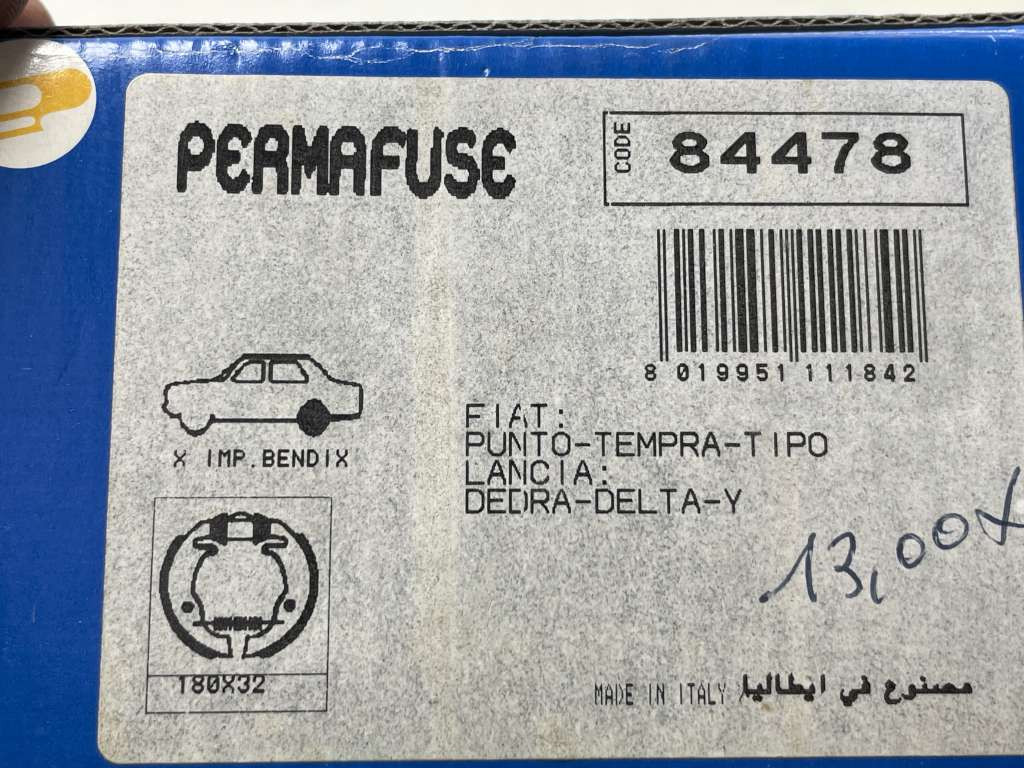 PERMAFUSE
CODE 84478
8 019951 111842
X IMP. BENDIX
FIAT:
PUNTO-TEMPRA-TIPO
LANCIA:
DEDRA-DELTA-Y
13,00
180X32
MADE IN ITALY مصنوع في ايطاليا